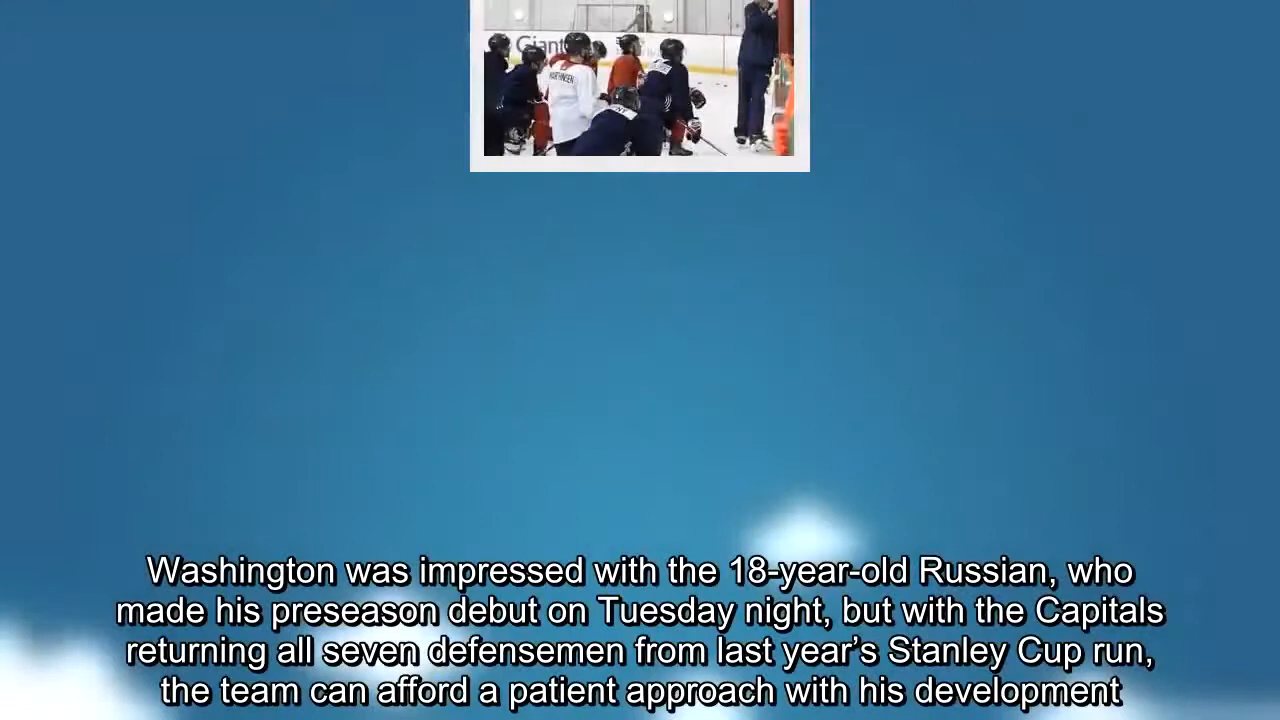 Giant
Washington was impressed with the 18-year-old Russian, who
made his preseason debut on Tuesday night, but with the Capitals
returning all seven defensemen from last year’s Stanley Cup run,
the team can afford a patient approach with his development